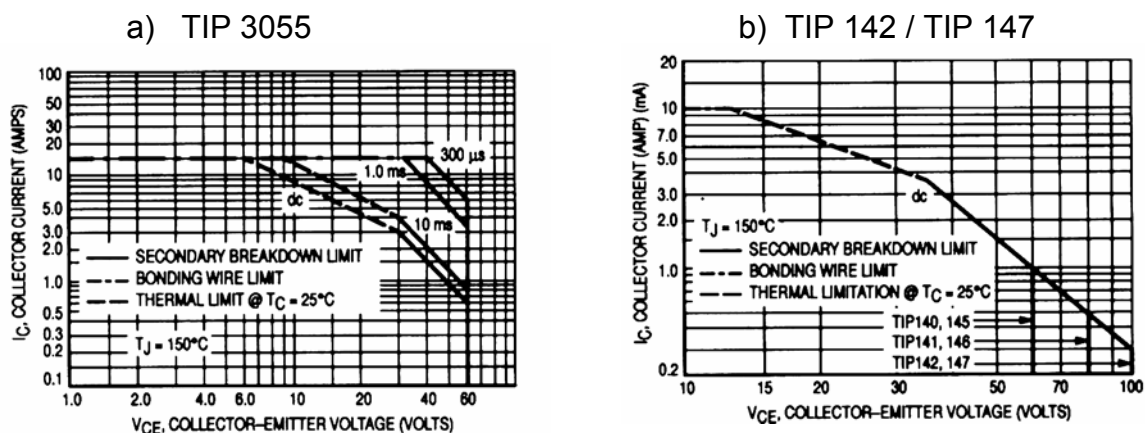 a) TIP 3055
100
50
30
20
10
5.0
3.0
2.0
1.0
0.5
0.3
0.2
0.1
IC, COLLECTOR CURRENT (AMPS)
300 μs
1.0 ms
dc
10 ms
SECONDARY BREAKDOWN LIMIT
BONDING WIRE LIMIT
THERMAL LIMIT @ TC = 25°C
TJ = 150°C
1.0 2.0 4.0 6.0 10 20 40 60
VCE, COLLECTOR–EMITTER VOLTAGE (VOLTS)
b) TIP 142 / TIP 147
20
10
7.0
5.0
3.0
2.0
1.0
0.2
IC, COLLECTOR CURRENT (AMP) (mA)
dc
TJ = 150°C
SECONDARY BREAKDOWN LIMIT
BONDING WIRE LIMIT
THERMAL LIMITATION @ TC = 25°C
TIP140, 145
TIP141, 146
TIP142, 147
10 15 20 30 50 70 100
VCE, COLLECTOR–EMITTER VOLTAGE (VOLTS)